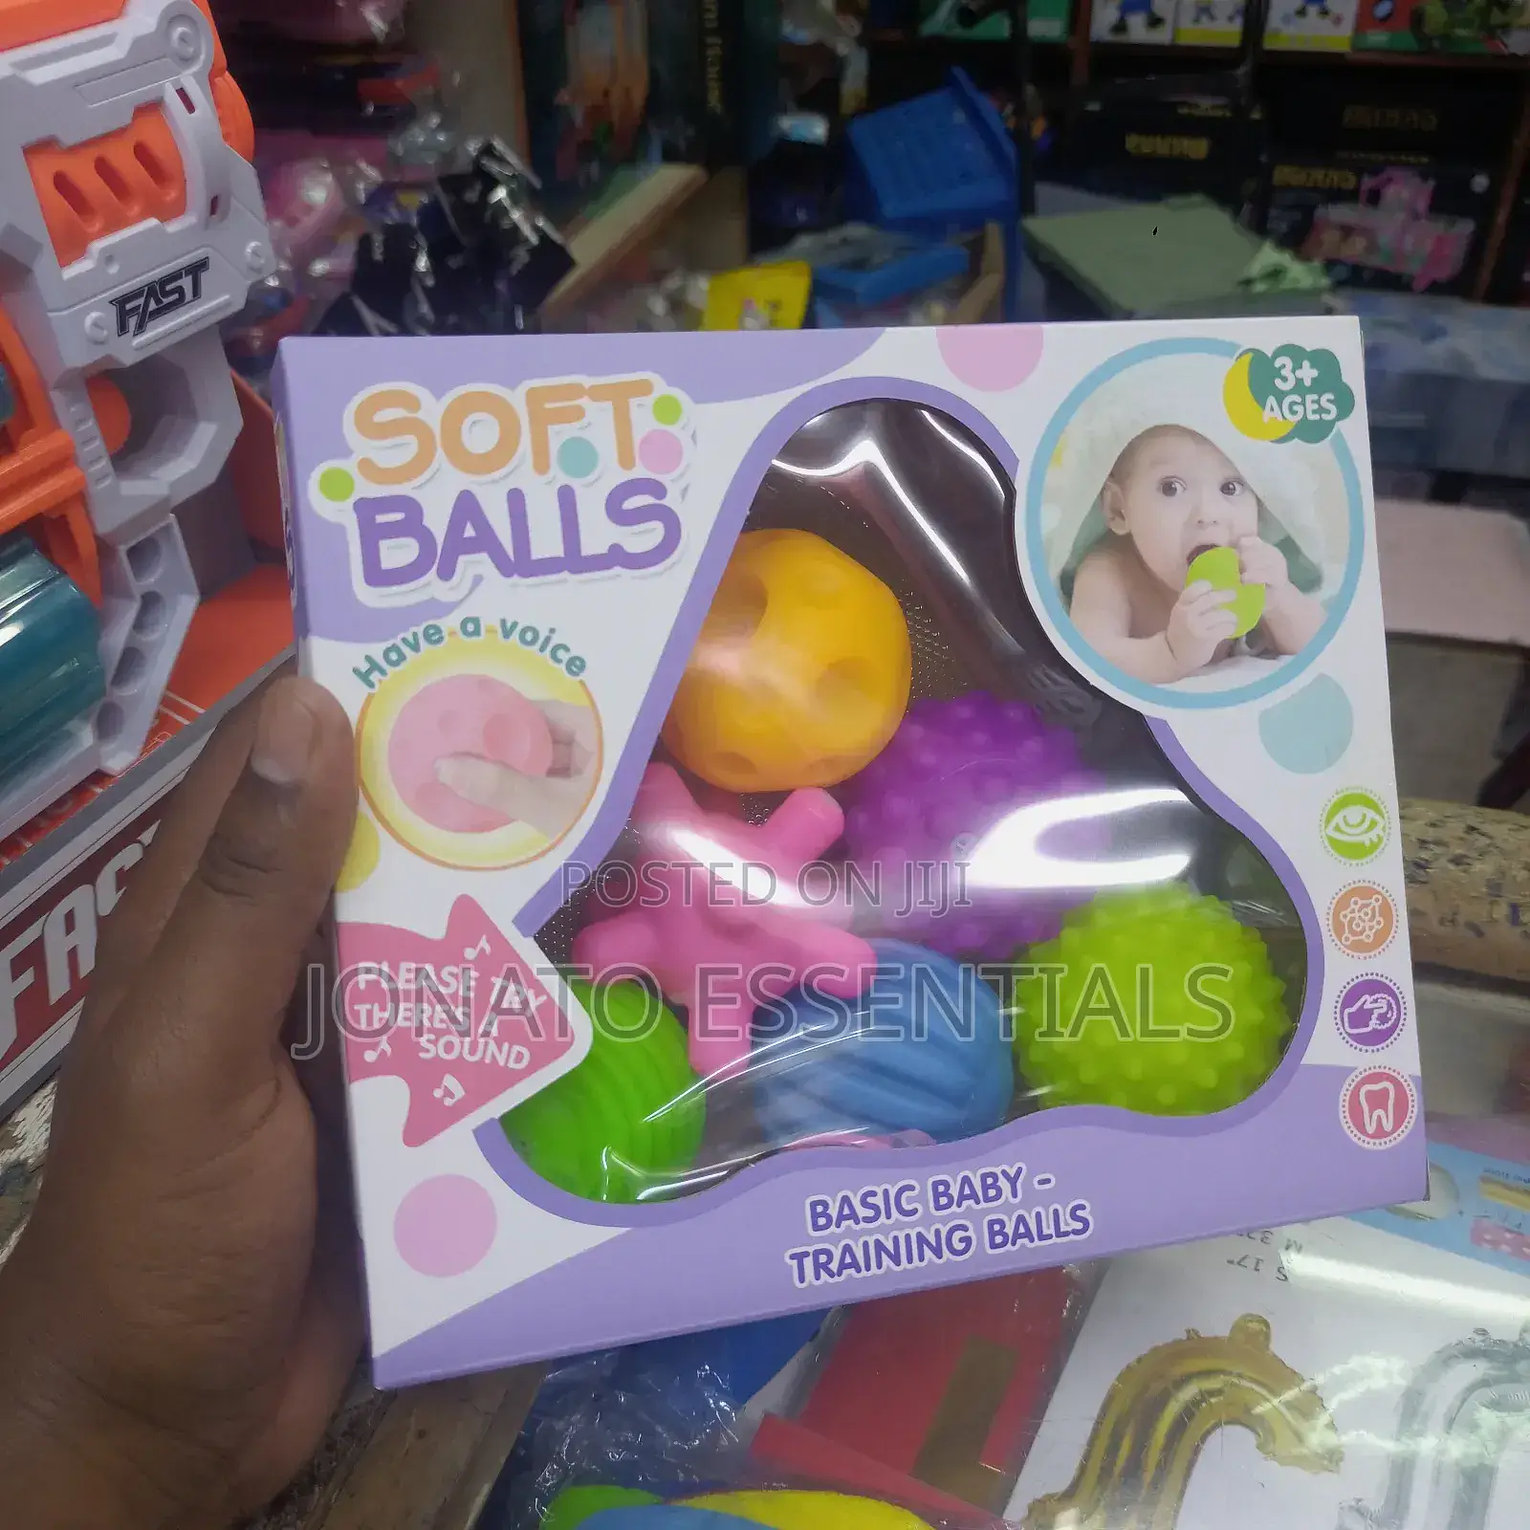 FAST
SOFT
BALLS
Have a voice
3+
AGES
POSTED ON JIJI
JONATO ESSENTIALS
PLEASE TRY
THERE'S A
SOUND
BASIC BABY -
TRAINING BALLS